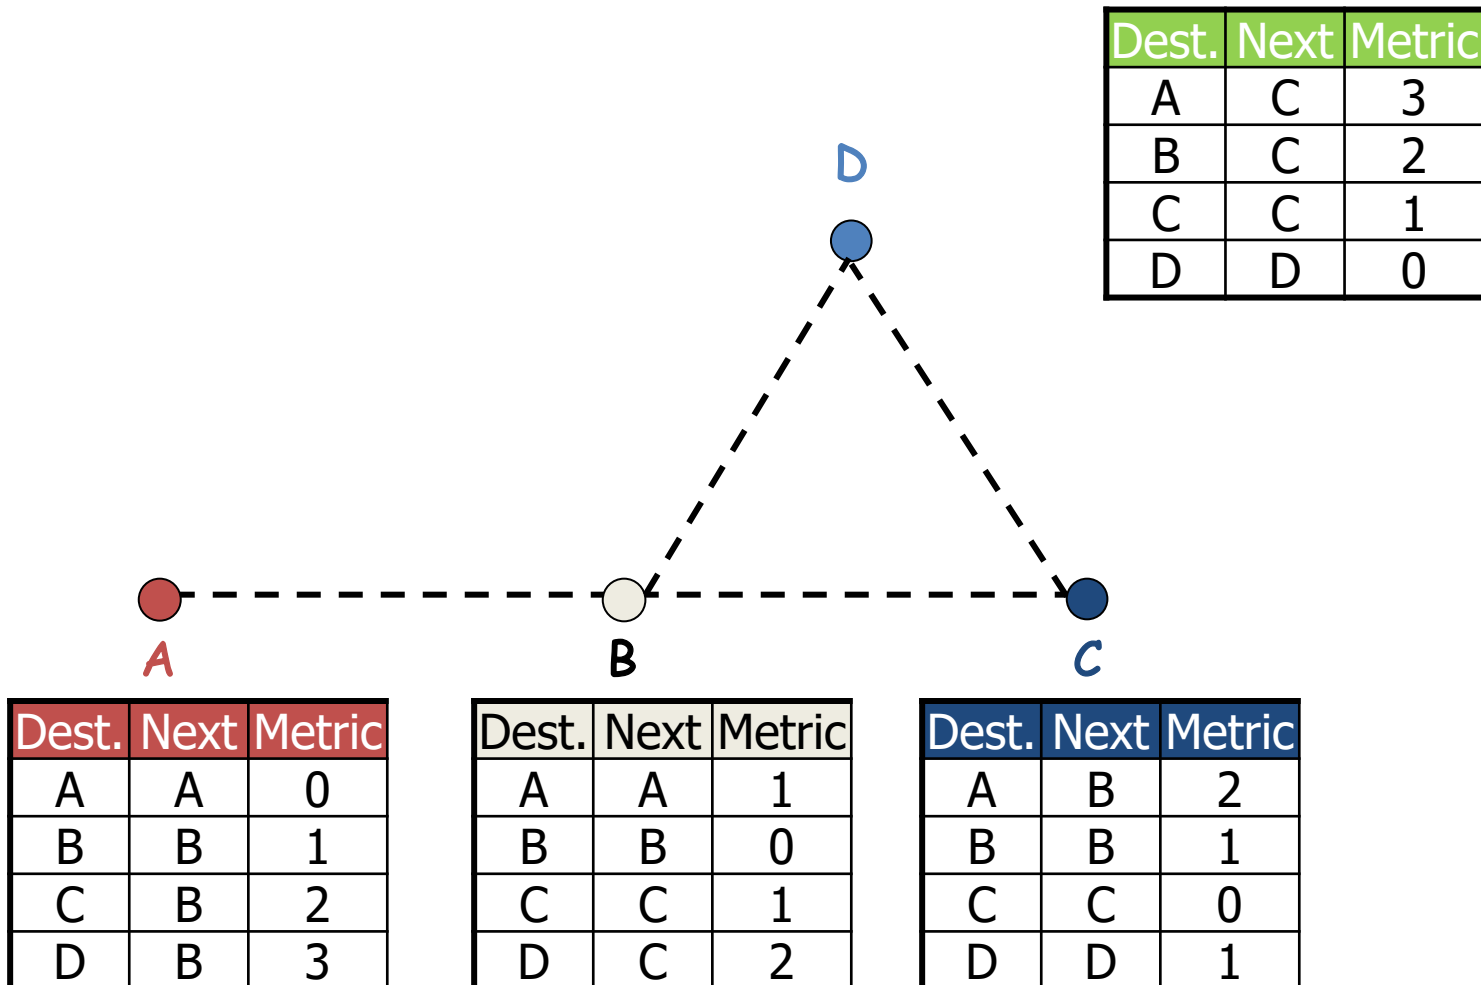 Dest. Next Metric
A C 3
B C 2
C C 1
D D 0
D
A
B
C
Dest. Next Metric
A A 0
B B 1
C B 2
D B 3
Dest. Next Metric
A A 1
B B 0
C C 1
D C 2
Dest. Next Metric
A B 2
B B 1
C C 0
D D 1